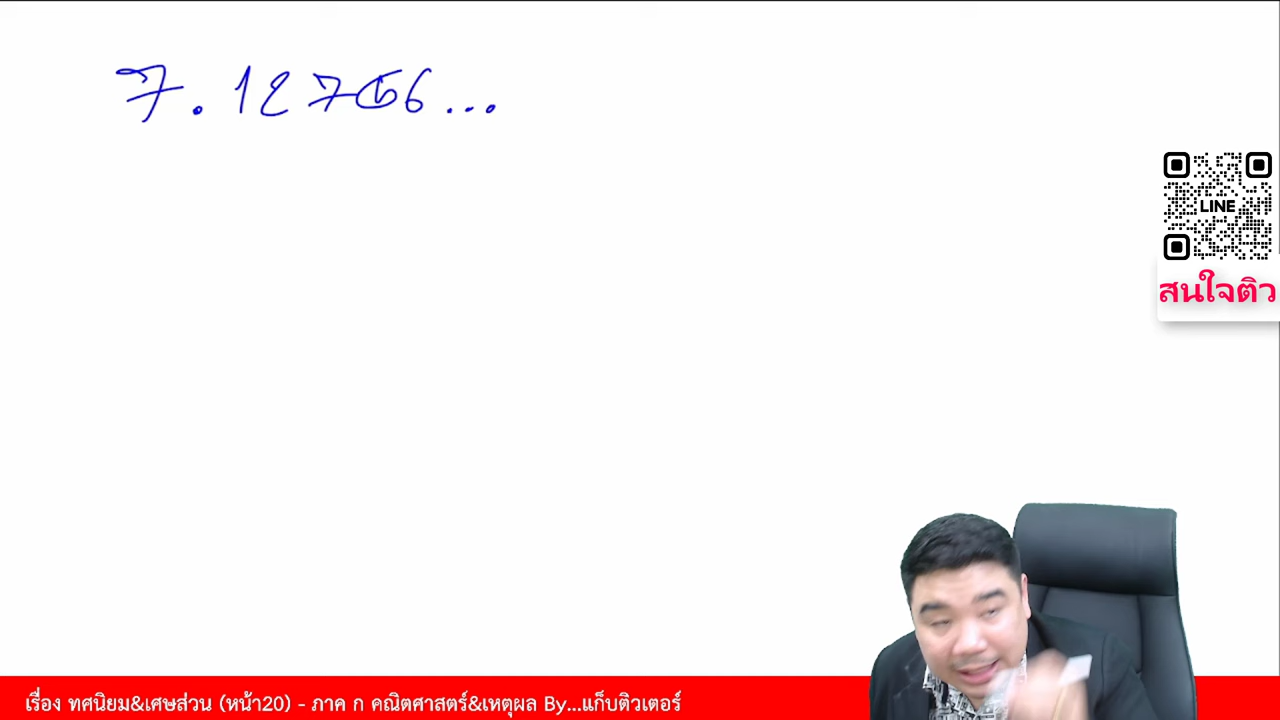 7.12756...
LINE
สนใจติว
เรื่อง ทศนิยม&เศษส่วน (หน้า20) - ภาค ก คณิตศาสตร์&เหตุผล By...แก๊บติวเตอร์